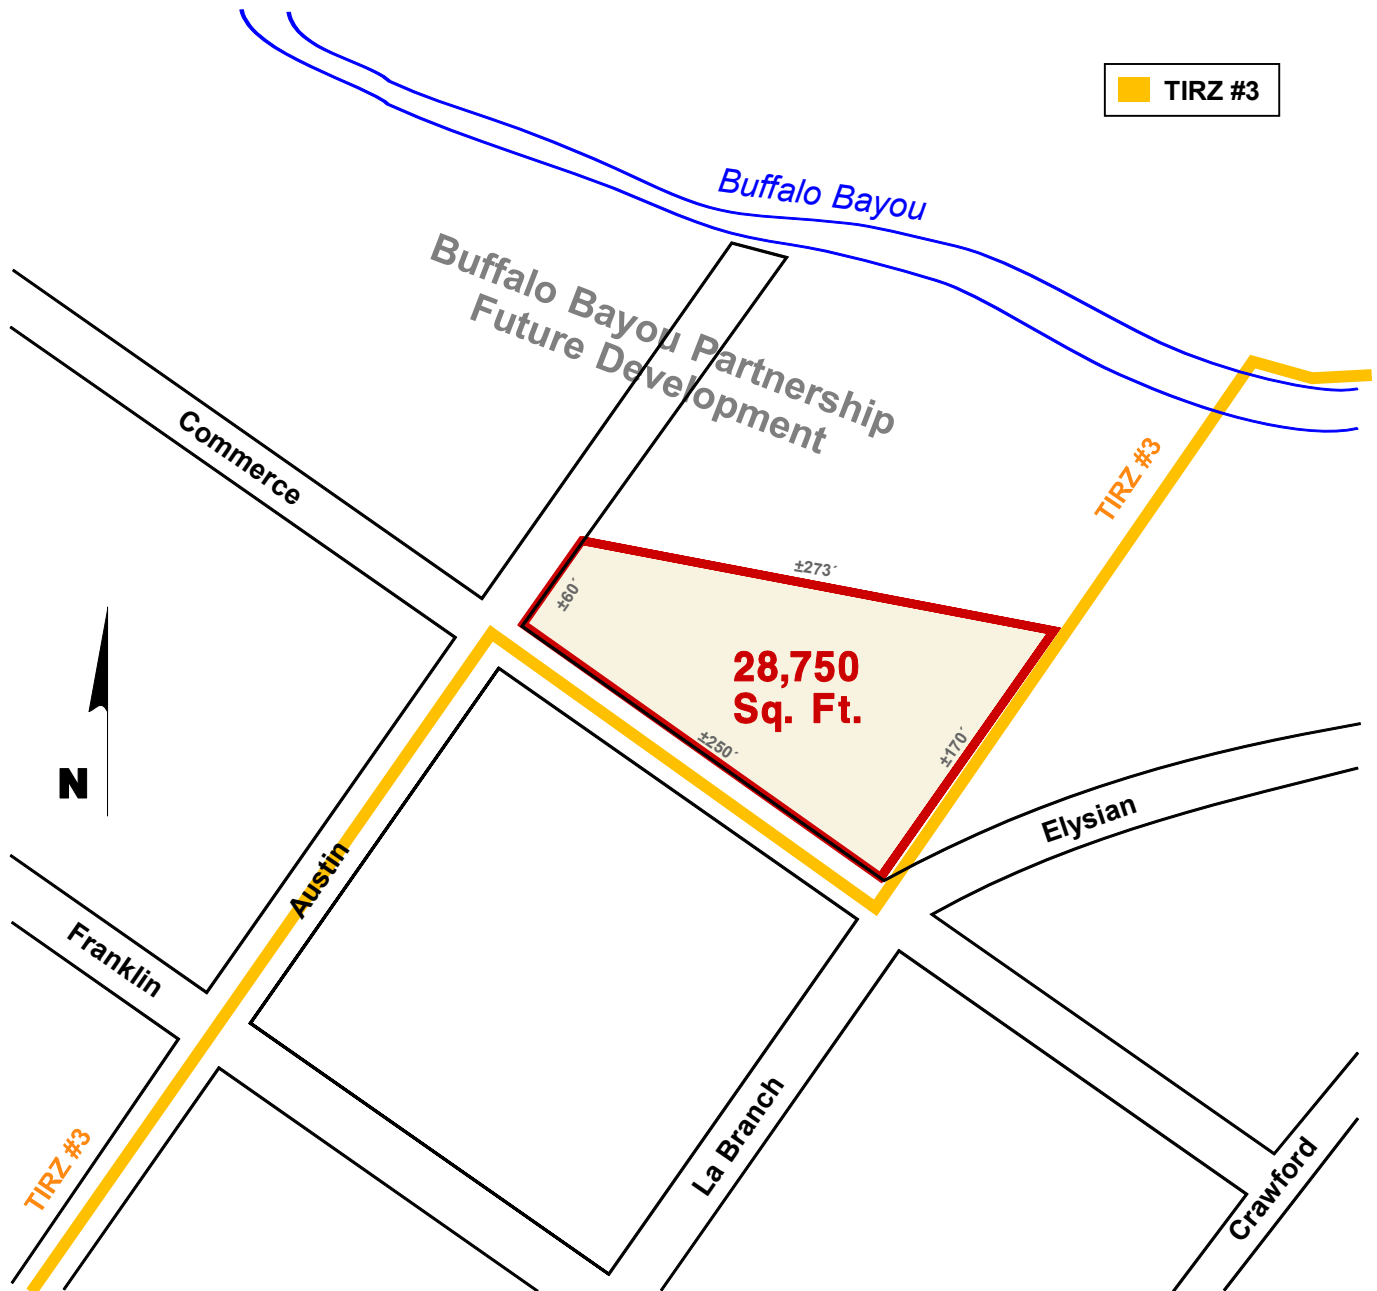 TIRZ #3
Buffalo Bayou
Buffalo Bayou Partnership
Future Development
Commerce
TIRZ #3
±273´
±60´
28,750
Sq. Ft.
±250´
±170´
N
Elysian
Austin
Franklin
La Branch
TIRZ #3
Crawford